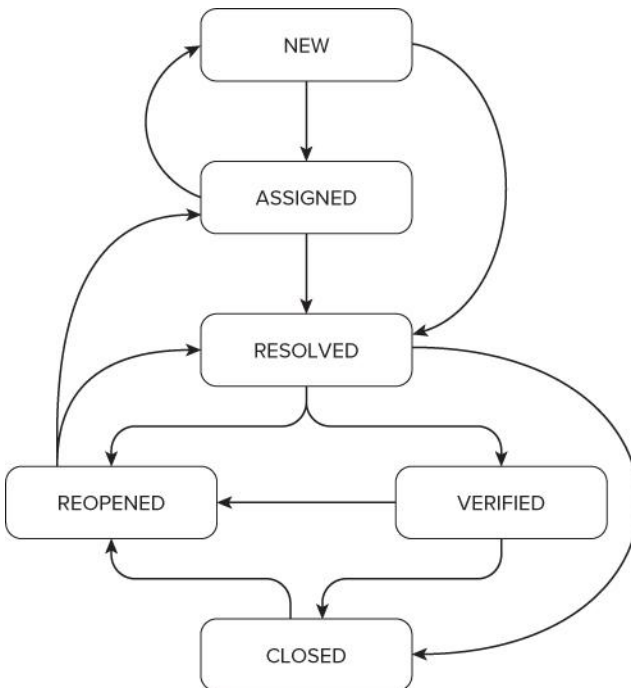 NEW
ASSIGNED
RESOLVED
REOPENED
VERIFIED
CLOSED